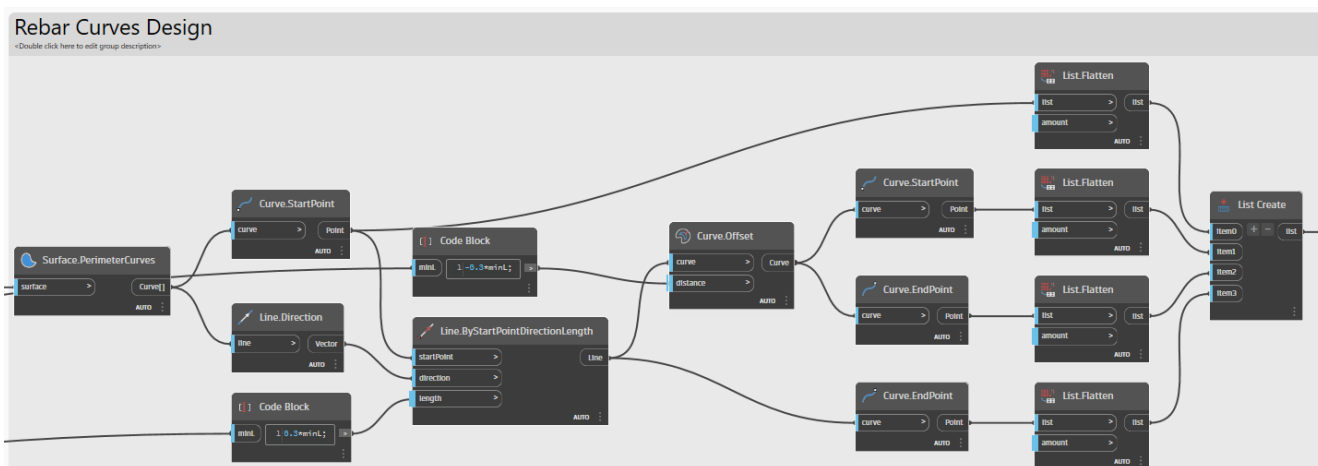 Rebar Curves Design
<Double click here to edit group description>
List.Flatten
list > list
amount >
AUTO
Curve.StartPoint
curve > Point
AUTO
List.Flatten
list > list
amount >
AUTO
Curve.StartPoint
curve > Point
AUTO
List Create
item0 + - list
item1
item2
item3
Code Block
minL 1 -0.3*minL; >
Curve.Offset
curve > Curve
distance >
AUTO
Surface.PerimeterCurves
surface > Curve[]
AUTO
Curve.EndPoint
curve > Point
AUTO
List.Flatten
list > list
amount >
AUTO
Line.Direction
line > Vector
AUTO
Line.ByStartPointDirectionLength
startPoint > Line
direction >
length >
AUTO
Code Block
minL 1 0.3*minL; >
Curve.EndPoint
curve > Point
AUTO
List.Flatten
list > list
amount >
AUTO